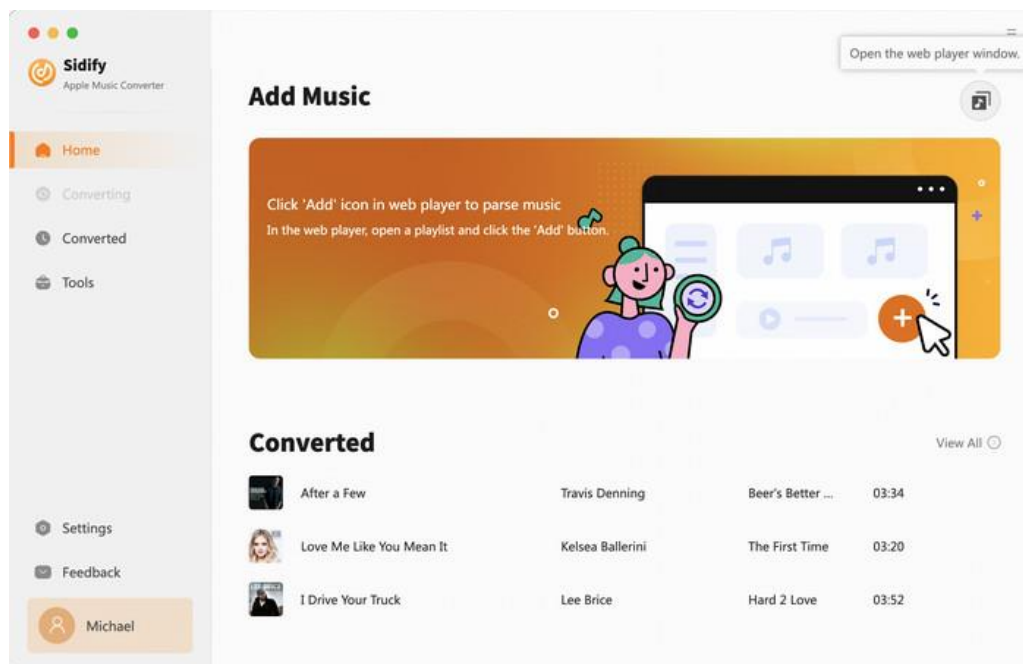 Sidify
Apple Music Converter
Home
Converting
Converted
Tools
Settings
Feedback
Michael
Open the web player window.
Add Music
Click 'Add' icon in web player to parse music
In the web player, open a playlist and click the 'Add' button.
Converted
View All
After a Few Travis Denning Beer's Better ... 03:34
Love Me Like You Mean It Kelsea Ballerini The First Time 03:20
I Drive Your Truck Lee Brice Hard 2 Love 03:52